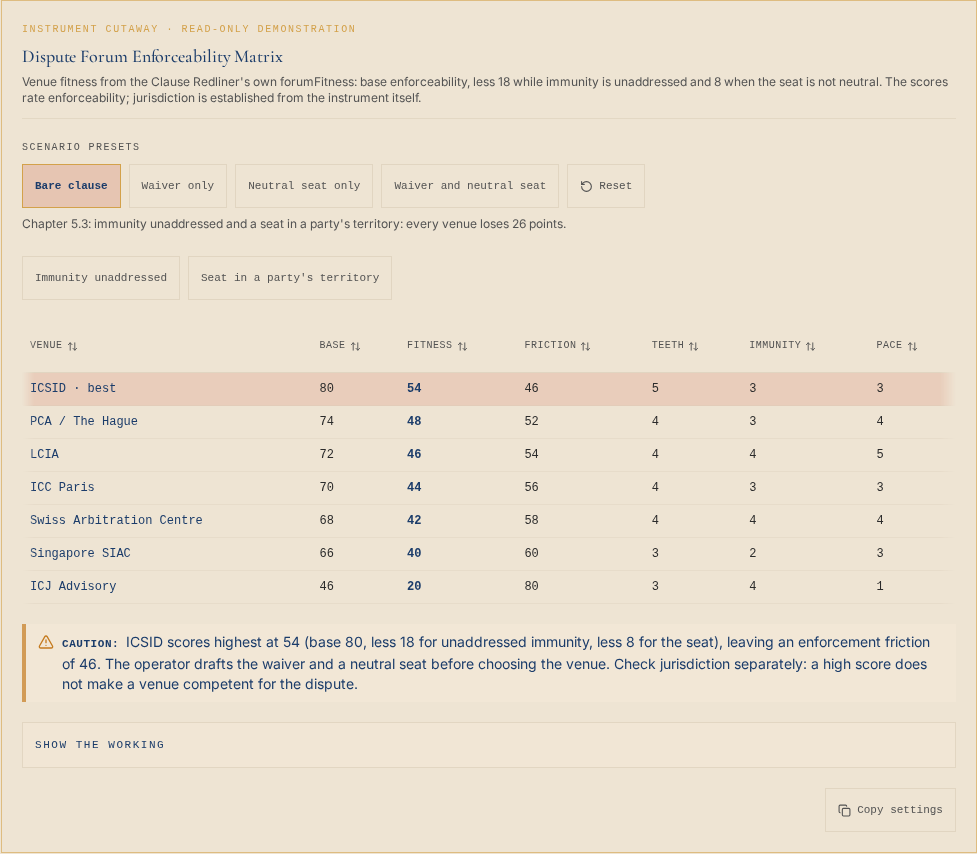 INSTRUMENT CUTAWAY · READ-ONLY DEMONSTRATION
Dispute Forum Enforceability Matrix
Venue fitness from the Clause Redliner's own forumFitness: base enforceability, less 18 while immunity is unaddressed and 8 when the seat is not neutral. The scores
rate enforceability; jurisdiction is established from the instrument itself.
SCENARIO PRESETS
Bare clause Waiver only Neutral seat only Waiver and neutral seat Reset
Chapter 5.3: immunity unaddressed and a seat in a party's territory: every venue loses 26 points.
Immunity unaddressed Seat in a party's territory
VENUE BASE FITNESS FRICTION TEETH IMMUNITY PACE
ICSID · best 80 54 46 5 3 3
PCA / The Hague 74 48 52 4 3 4
LCIA 72 46 54 4 4 5
ICC Paris 70 44 56 4 3 3
Swiss Arbitration Centre 68 42 58 4 4 4
Singapore SIAC 66 40 60 3 2 3
ICJ Advisory 46 20 80 3 4 1
CAUTION: ICSID scores highest at 54 (base 80, less 18 for unaddressed immunity, less 8 for the seat), leaving an enforcement friction
of 46. The operator drafts the waiver and a neutral seat before choosing the venue. Check jurisdiction separately: a high score does
not make a venue competent for the dispute.
SHOW THE WORKING
Copy settings